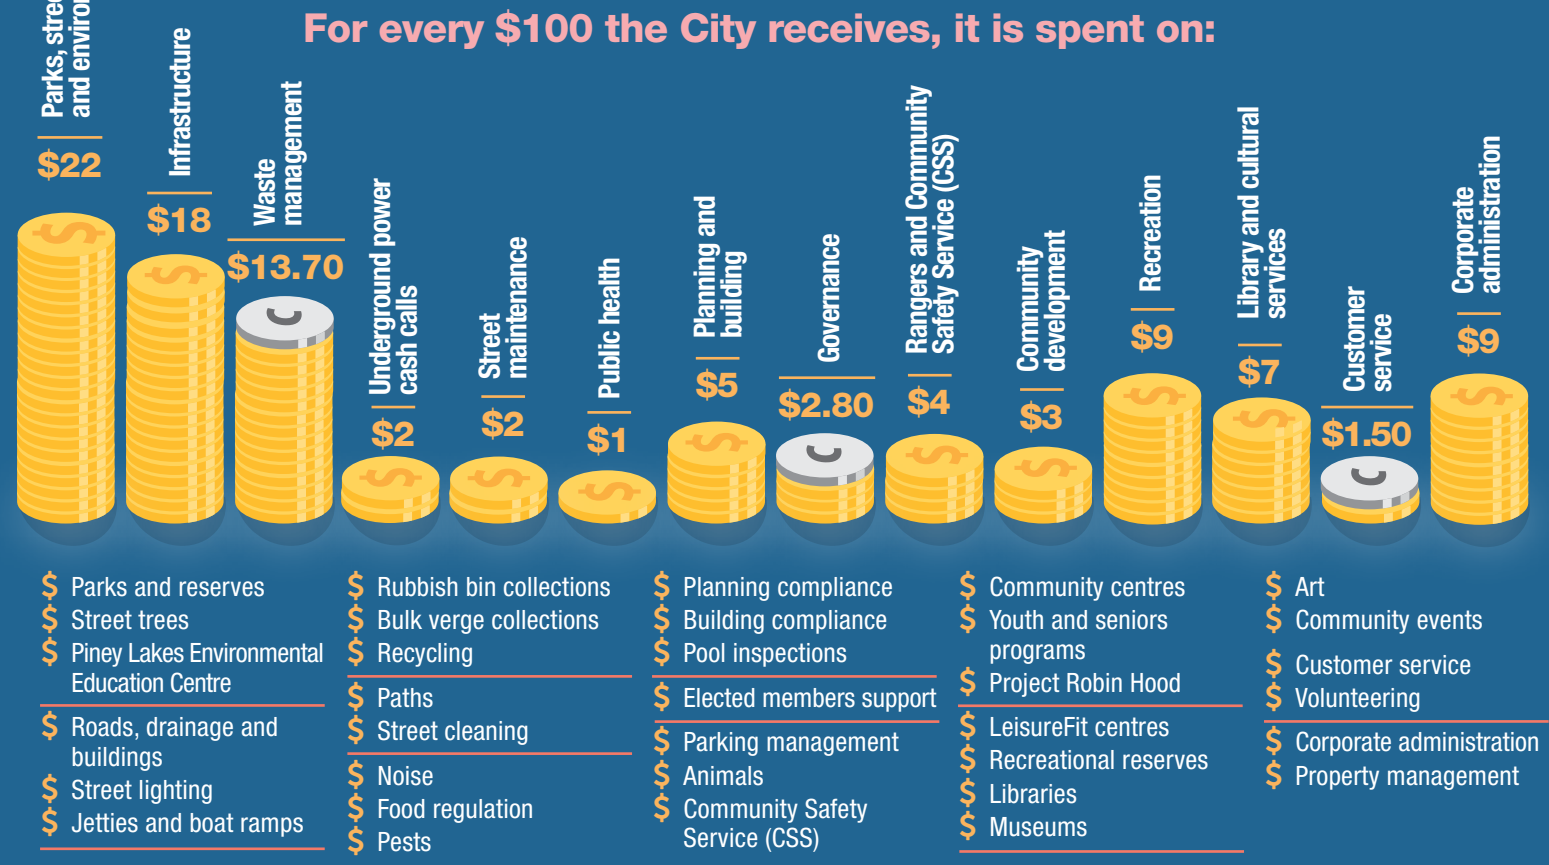 For every $100 the City receives, it is spent on:
Parks,
and
$22
Infrastructure
$18
Waste
management
$13.70
Underground power
cash calls
$2
Street
maintenance
$2
Public health
$1
Planning and
building
$5
Governance
$2.80
Rangers and Community
Safety Service (CSS)
$4
Community
development
$3
Recreation
$9
Library and cultural
services
$7
Customer
service
$1.50
Corporate
administration
$9
$ Parks and reserves
$ Street trees
$ Piney Lakes Environmental
Education Centre
$ Roads, drainage and
buildings
$ Street lighting
$ Jetties and boat ramps
$ Rubbish bin collections
$ Bulk verge collections
$ Recycling
$ Paths
$ Street cleaning
$ Noise
$ Food regulation
$ Pests
$ Planning compliance
$ Building compliance
$ Pool inspections
$ Elected members support
$ Parking management
$ Animals
$ Community Safety
Service (CSS)
$ Community centres
$ Youth and seniors
programs
$ Project Robin Hood
$ LeisureFit centres
$ Recreational reserves
$ Libraries
$ Museums
$ Art
$ Community events
$ Customer service
$ Volunteering
$ Corporate administration
$ Property management